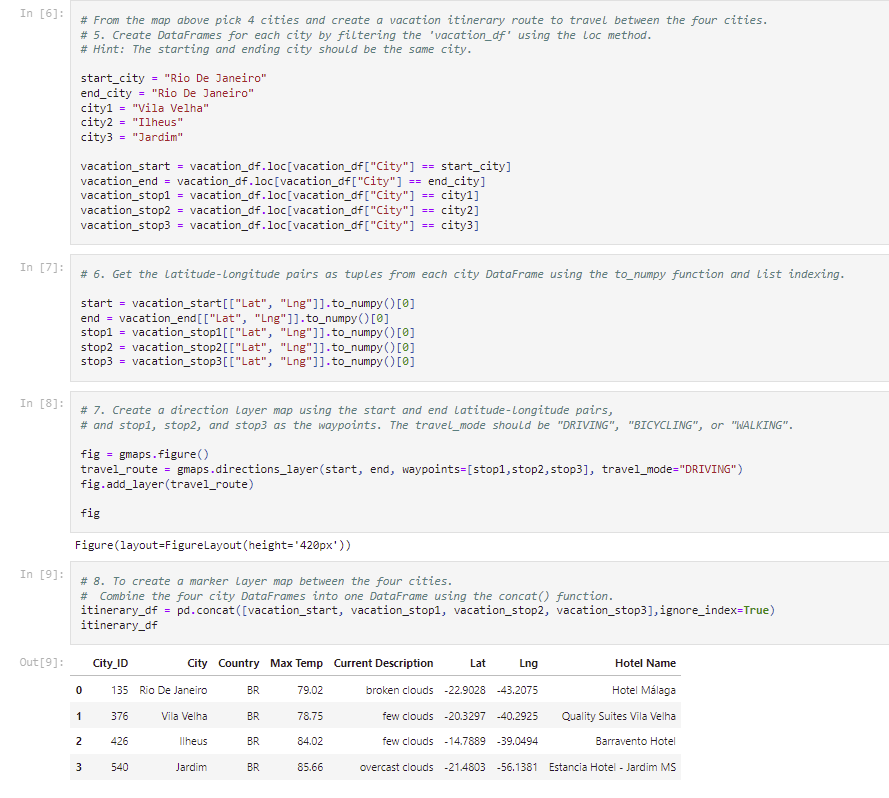 In [6]:
# From the map above pick 4 cities and create a vacation itinerary route to travel between the four cities.
# 5. Create DataFrames for each city by filtering the 'vacation_df' using the loc method.
# Hint: The starting and ending city should be the same city.
start_city = "Rio De Janeiro"
end_city = "Rio De Janeiro"
city1 = "Vila Velha"
city2 = "Ilheus"
city3 = "Jardim"
vacation_start = vacation_df.loc[vacation_df["City"] == start_city]
vacation_end = vacation_df.loc[vacation_df["City"] == end_city]
vacation_stop1 = vacation_df.loc[vacation_df["City"] == city1]
vacation_stop2 = vacation_df.loc[vacation_df["City"] == city2]
vacation_stop3 = vacation_df.loc[vacation_df["City"] == city3]
In [7]:
# 6. Get the latitude-longitude pairs as tuples from each city DataFrame using the to_numpy function and list indexing.
start = vacation_start[["Lat", "Lng"]].to_numpy()[0]
end = vacation_end[["Lat", "Lng"]].to_numpy()[0]
stop1 = vacation_stop1[["Lat", "Lng"]].to_numpy()[0]
stop2 = vacation_stop2[["Lat", "Lng"]].to_numpy()[0]
stop3 = vacation_stop3[["Lat", "Lng"]].to_numpy()[0]
In [8]:
# 7. Create a direction layer map using the start and end latitude-longitude pairs,
# and stop1, stop2, and stop3 as the waypoints. The travel_mode should be "DRIVING", "BICYCLING", or "WALKING".
fig = gmaps.figure()
travel_route = gmaps.directions_layer(start, end, waypoints=[stop1,stop2,stop3], travel_mode="DRIVING")
fig.add_layer(travel_route)
fig
Figure(layout=FigureLayout(height='420px'))
In [9]:
# 8. To create a marker layer map between the four cities.
#  Combine the four city DataFrames into one DataFrame using the concat() function.
itinerary_df = pd.concat([vacation_start, vacation_stop1, vacation_stop2, vacation_stop3],ignore_index=True)
itinerary_df
Out[9]:
City_ID City Country Max Temp Current Description Lat Lng Hotel Name
0 135 Rio De Janeiro BR 79.02 broken clouds -22.9028 -43.2075 Hotel Málaga
1 376 Vila Velha BR 78.75 few clouds -20.3297 -40.2925 Quality Suites Vila Velha
2 426 Ilheus BR 84.02 few clouds -14.7889 -39.0494 Barravento Hotel
3 540 Jardim BR 85.66 overcast clouds -21.4803 -56.1381 Estancia Hotel - Jardim MS